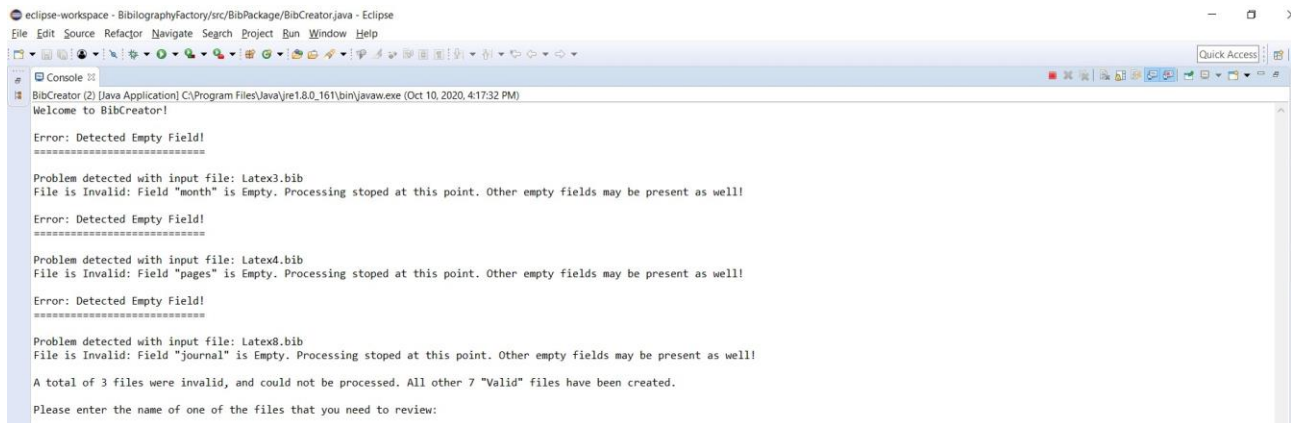 eclipse-workspace - BibilographyFactory/src/BibPackage/BibCreator.java - Eclipse
File Edit Source Refactor Navigate Search Project Run Window Help
Quick Access
Console
BibCreator (2) [Java Application] C:\Program Files\Java\jre1.8.0_161\bin\javaw.exe (Oct 10, 2020, 4:17:32 PM)
Welcome to BibCreator!
Error: Detected Empty Field!
============================
Problem detected with input file: Latex3.bib
File is Invalid: Field "month" is Empty. Processing stoped at this point. Other empty fields may be present as well!
Error: Detected Empty Field!
============================
Problem detected with input file: Latex4.bib
File is Invalid: Field "pages" is Empty. Processing stoped at this point. Other empty fields may be present as well!
Error: Detected Empty Field!
============================
Problem detected with input file: Latex8.bib
File is Invalid: Field "journal" is Empty. Processing stoped at this point. Other empty fields may be present as well!
A total of 3 files were invalid, and could not be processed. All other 7 "Valid" files have been created.
Please enter the name of one of the files that you need to review: